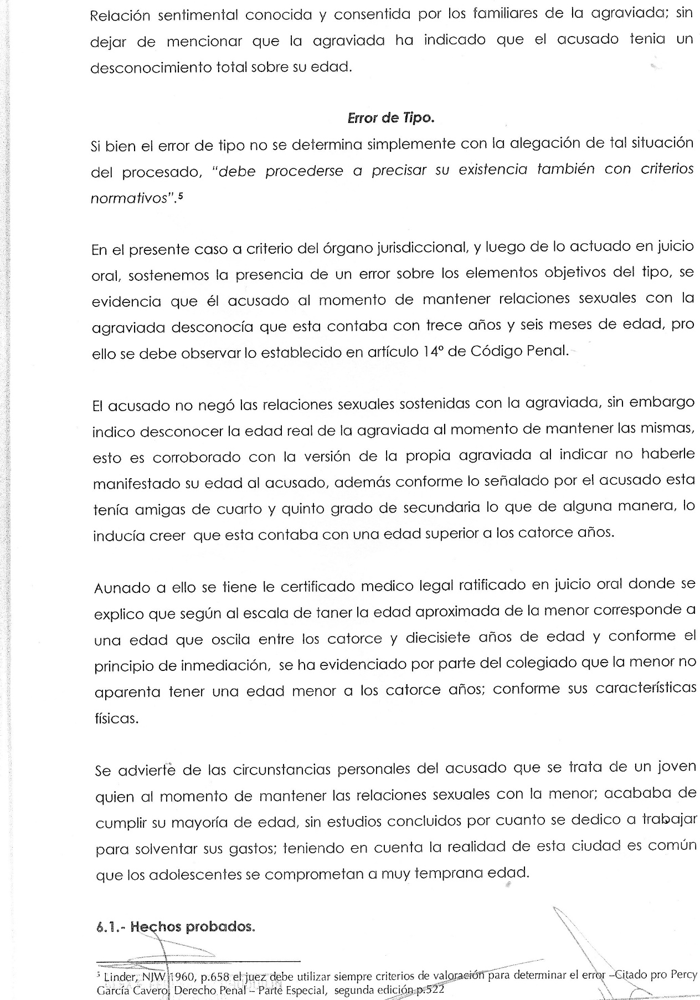 Relación sentimental conocida y consentida por los familiares de la agraviada; sin
dejar de mencionar que la agraviada ha indicado que el acusado tenia un
desconocimiento total sobre su edad.
Error de Tipo.
Si bien el error de tipo no se determina simplemente con la alegación de tal situación
del procesado, "debe procederse a precisar su existencia también con criterios
normativos".⁵
En el presente caso a criterio del órgano jurisdiccional, y luego de lo actuado en juicio
oral, sostenemos la presencia de un error sobre los elementos objetivos del tipo, se
evidencia que él acusado al momento de mantener relaciones sexuales con la
agraviada desconocía que esta contaba con trece años y seis meses de edad, pro
ello se debe observar lo establecido en artículo 14º de Código Penal.
El acusado no negó las relaciones sexuales sostenidas con la agraviada, sin embargo
indico desconocer la edad real de la agraviada al momento de mantener las mismas,
esto es corroborado con la versión de la propia agraviada al indicar no haberle
manifestado su edad al acusado, además conforme lo señalado por el acusado esta
tenía amigas de cuarto y quinto grado de secundaria lo que de alguna manera, lo
inducía creer que esta contaba con una edad superior a los catorce años.
Aunado a ello se tiene le certificado medico legal ratificado en juicio oral donde se
explico que según al escala de taner la edad aproximada de la menor corresponde a
una edad que oscila entre los catorce y diecisiete años de edad y conforme el
principio de inmediación, se ha evidenciado por parte del colegiado que la menor no
aparenta tener una edad menor a los catorce años; conforme sus características
físicas.
Se advierte de las circunstancias personales del acusado que se trata de un joven
quien al momento de mantener las relaciones sexuales con la menor; acababa de
cumplir su mayoría de edad, sin estudios concluidos por cuanto se dedico a trabajar
para solventar sus gastos; teniendo en cuenta la realidad de esta ciudad es común
que los adolescentes se comprometan a muy temprana edad.
6.1.- Hechos probados.
⁵ Linder, NJW 1960, p.658 el juez debe utilizar siempre criterios de valoración para determinar el error –Citado pro Percy
García Cavero, Derecho Penal – Parte Especial, segunda edición p.522